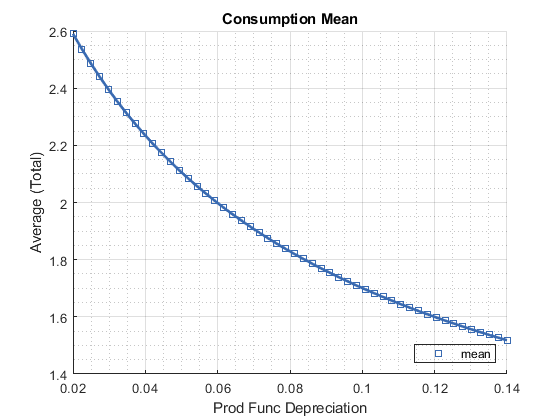 Consumption Mean
2.6
2.4
2.2
2
1.8
1.6
1.4
Average (Total)
mean
0.02 0.04 0.06 0.08 0.1 0.12 0.14
Prod Func Depreciation